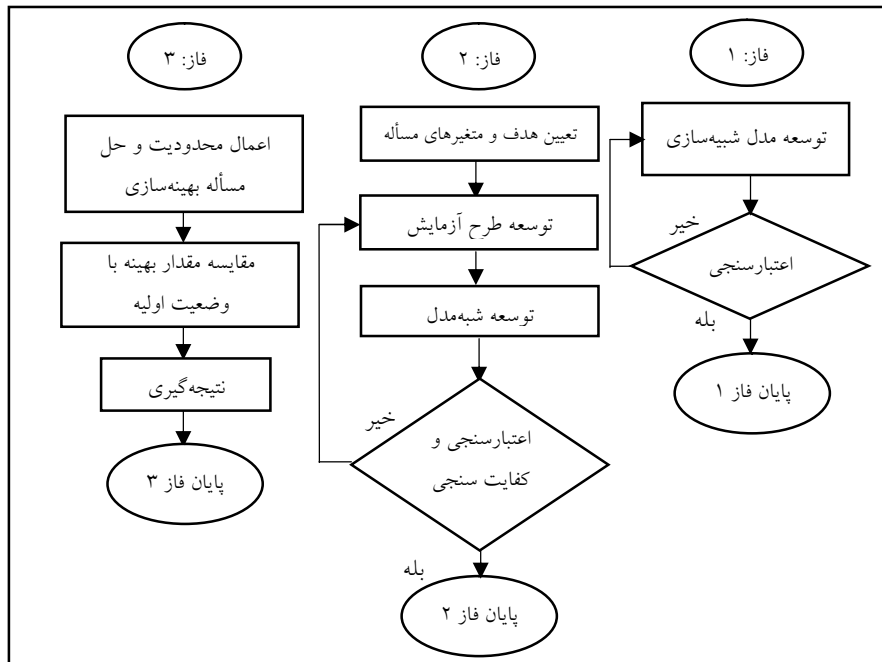 فاز: ۱
توسعه مدل شبیه‌سازی
خیر
اعتبارسنجی
بله
پایان فاز ۱
فاز: ۲
تعیین هدف و متغیرهای مسأله
توسعه طرح آزمایش
توسعه شبه‌مدل
خیر
اعتبارسنجی و
کفایت سنجی
بله
پایان فاز ۲
فاز: ۳
اعمال محدودیت و حل
مسأله بهینه‌سازی
مقایسه مقدار بهینه با
وضعیت اولیه
نتیجه‌گیری
پایان فاز ۳